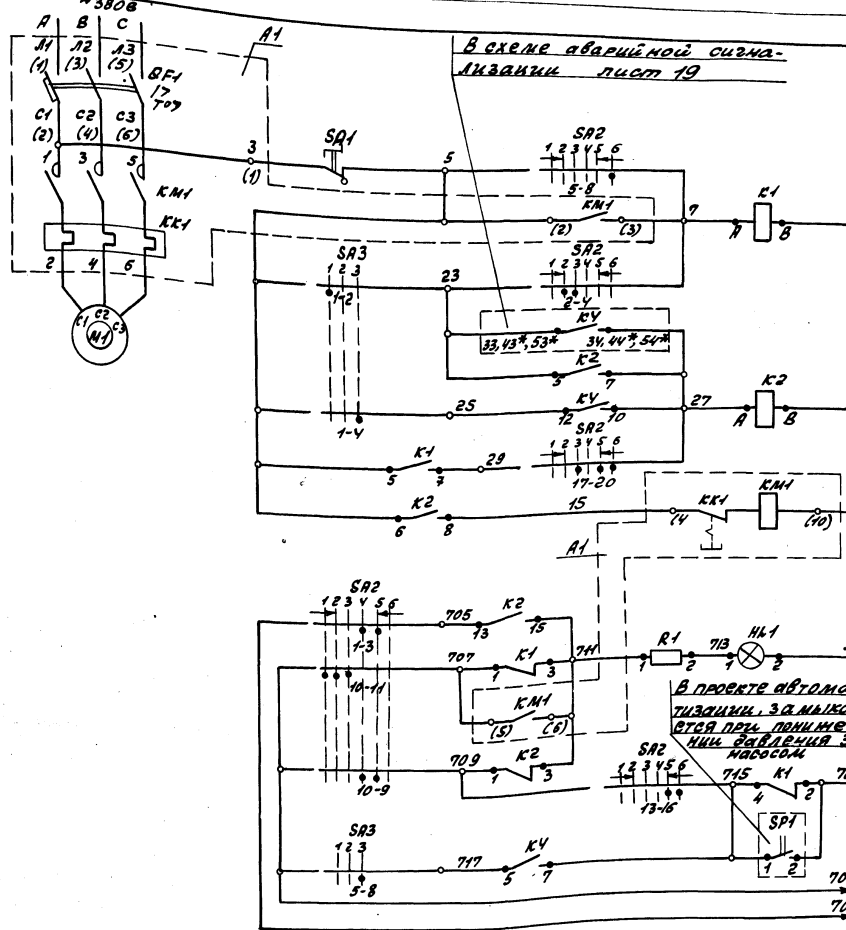 ~380В
А В С
Л1 Л2 Л3
(1) (3) (5)
QF1
А1
В схеме аварийной сигна-
лизации лист 19
С1 С2 С3
(2) (4) (6)
1 3 5
КМ1
КК1
2 4 6
С1 С2 С3
М1
3
(1)
5
SA2
1 2 3 4 5 6
5-8
КМ1
(2) (3)
7
К1
А В
SA3
1 2 3
1-2
23
SA2
1 2 3 4 5 6
2-4
К4
33, 43*, 53* 34, 44*, 54*
К2
5 7
25
К4
12 10
27
К2
А В
1-4
SA2
1 2 3 4 5 6
К1
5 7
29
17-20
К2
6 8
15
(4
КК1
КМ1
(10)
А1
SA2
1 2 3 4 5 6
705
К2
13 15
1-3
707
К1
1 3
711
R1
1 2
713
HL1
1 2
10-11
КМ1
(5) (6)
В проекте автома
тизации, замыка
ется при пониже
нии давления з
насосом
709
К2
1 3
10-9
SA2
1 2 3 4 5 6
13-16
715
К1
4 2
SP1
1 2
SA3
1 2 3
5-8
717
К4
5 7
70
70